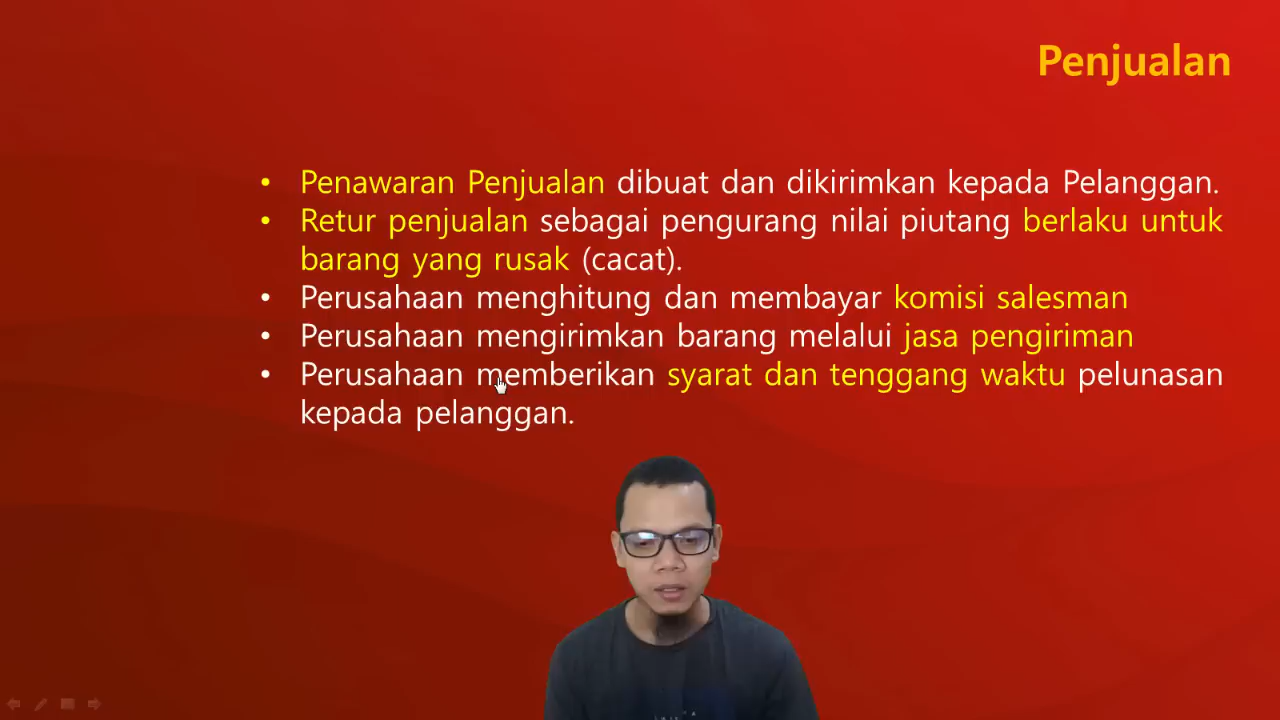 Penjualan
• Penawaran Penjualan dibuat dan dikirimkan kepada Pelanggan.
• Retur penjualan sebagai pengurang nilai piutang berlaku untuk
barang yang rusak (cacat).
• Perusahaan menghitung dan membayar komisi salesman
• Perusahaan mengirimkan barang melalui jasa pengiriman
• Perusahaan memberikan syarat dan tenggang waktu pelunasan
kepada pelanggan.